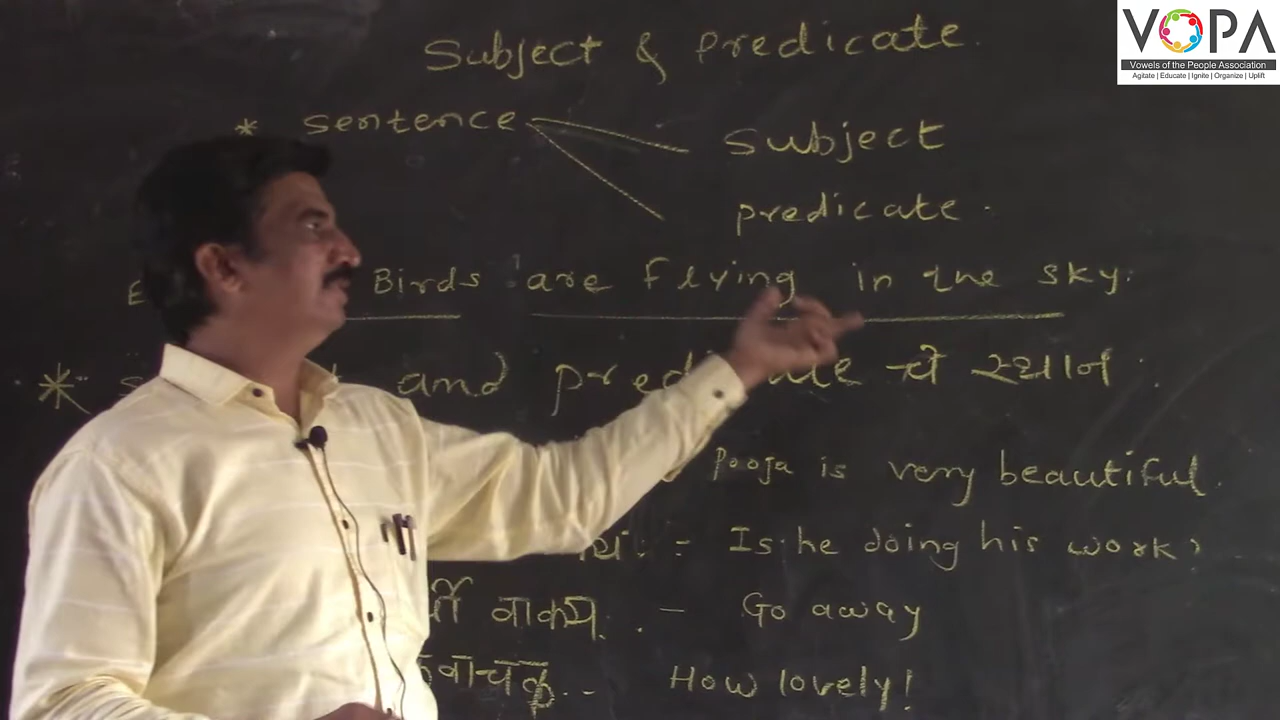 VOPA
Vowels of the People Association
Agitate | Educate | Ignite | Organize | Uplift
Subject & Predicate.
* Sentence
Subject
predicate.
Birds are flying in the sky.
* and predicate चे स्थान.
Pooja is very beautiful.
:- Is he doing his work?
र्थी वाक्य. - Go away
How lovely!